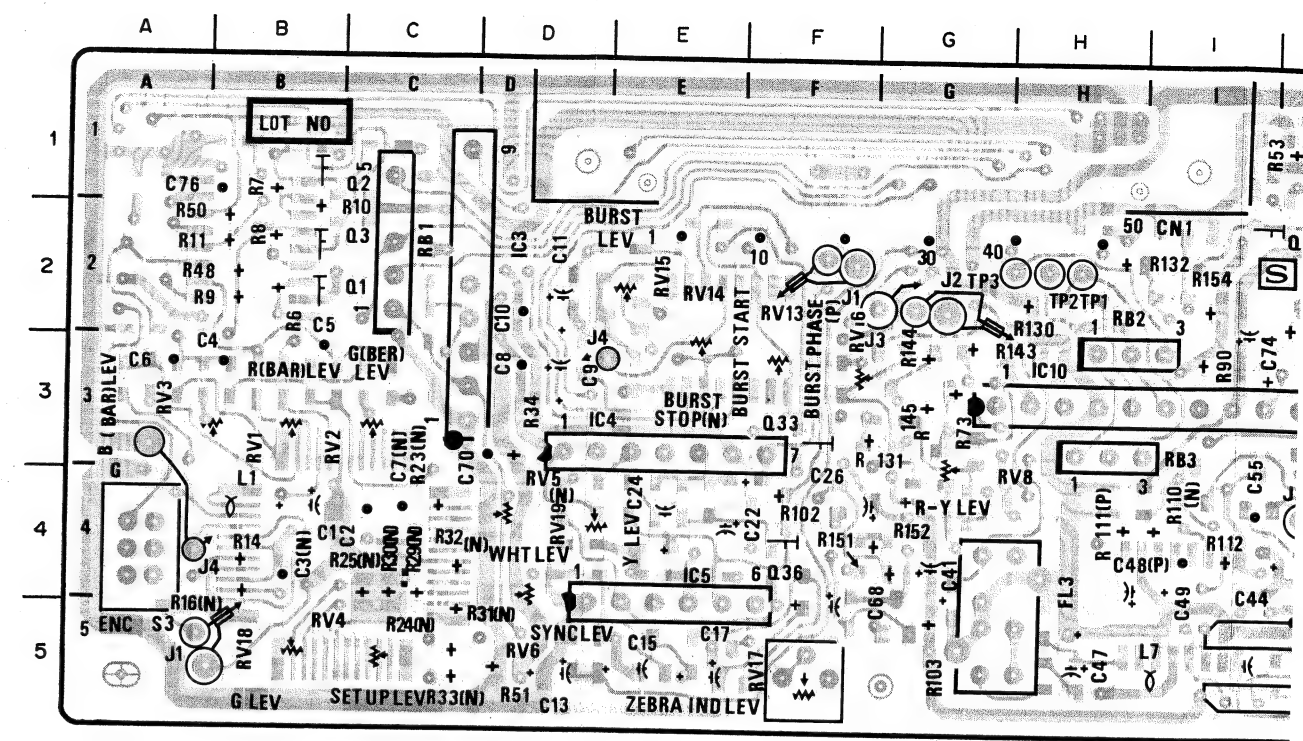 A B C D E F G H I
A B C D E F G H I
1 1 LOT NO 5 9 R53
C76 R7 Q2
R50 R10
R11 R8 Q3 RB1 IC3 C11 BURST LEV 1 10 30 40 50 CN1 Q
2 2 R48 RV15 J2 TP3 R132 R154 S
R9 Q1 1 RV14 RV13 J1 TP2 TP1
R6 C5 C10 BURST START BURST PHASE (P) RV16 J3 R144 R130 1 RB2 3
C6 C4 G(BER) LEV C8 J4 R143 IC10 R90 C74
R(BAR)LEV C9
3 3 B(BAR)LEV RV3 1 R34 1 IC4 BURST STOP(N) Q33 R145 R73 1
RV1 RV2 C7(N) R23(N) C70 7 R131 RB3
G L1 RV5 (N) C24 C26 RV8 1 3 C55
4 4 C1 C2 RV19 Y LEV C22 R102 R-Y LEV R111(P) R110 (N) J
R14 C3(N) R25(N) R30(N) R29(N) R32(N) WHT LEV R151 R152 R112
J4 1 IC5 6 Q36 C41 C48(P)
R16(N) R31(N) C68 FL3 C49 C44
5 ENC S3 RV4 R24(N) SYNC LEV C15 C17
5 J1 RV18 RV6 RV17 R103 C47 L7
G LEV SET UP LEV R33(N) R51 C13 ZEBRA IND LEV